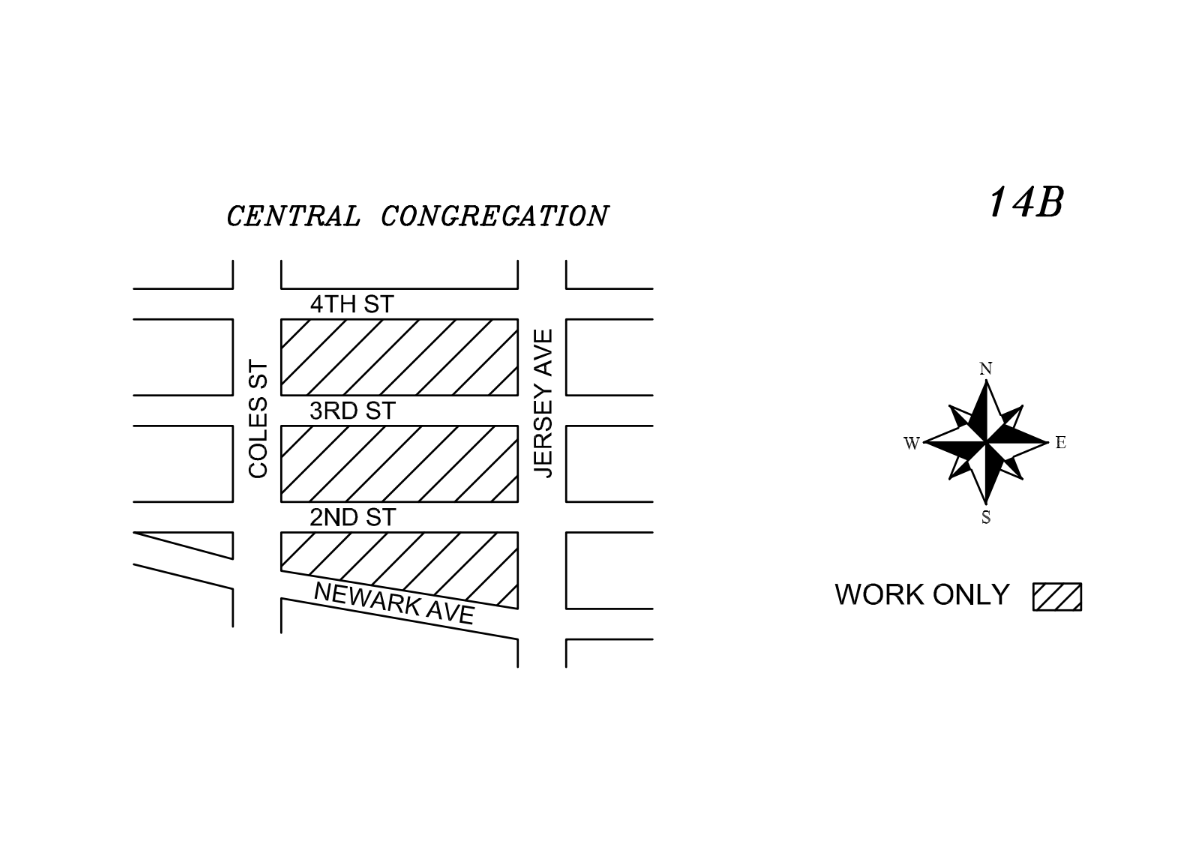 14B
CENTRAL CONGREGATION
4TH ST
COLES ST
JERSEY AVE
3RD ST
2ND ST
NEWARK AVE
N
W
E
S
WORK ONLY